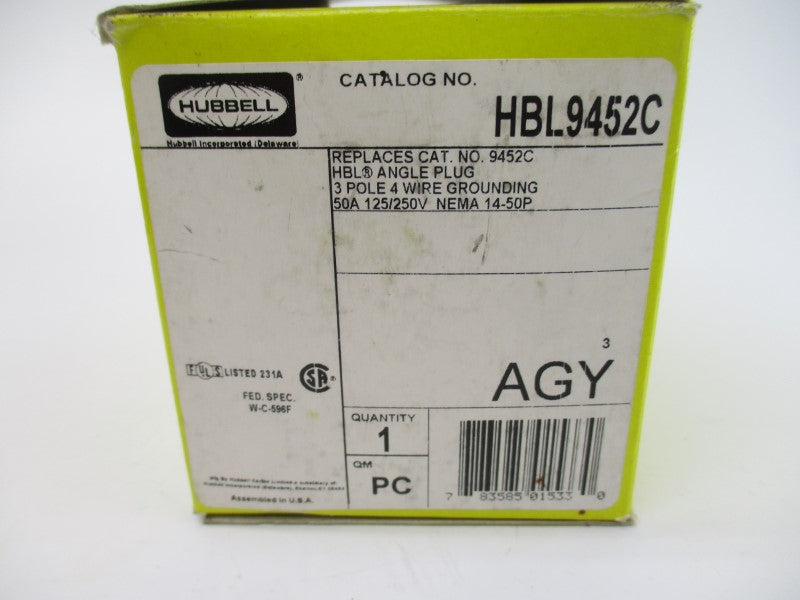 HUBBELL
®
Hubbell Incorporated (Delaware)
CATALOG NO.
HBL9452C
REPLACES CAT. NO. 9452C
HBL® ANGLE PLUG
3 POLE 4 WIRE GROUNDING
50A 125/250V NEMA 14-50P
LISTED 231A
SA ®
FED. SPEC.
W-C-596F
3
AGY
QUANTITY
1
QM
PC
7 83585 01533 0
Assembled in U.S.A.